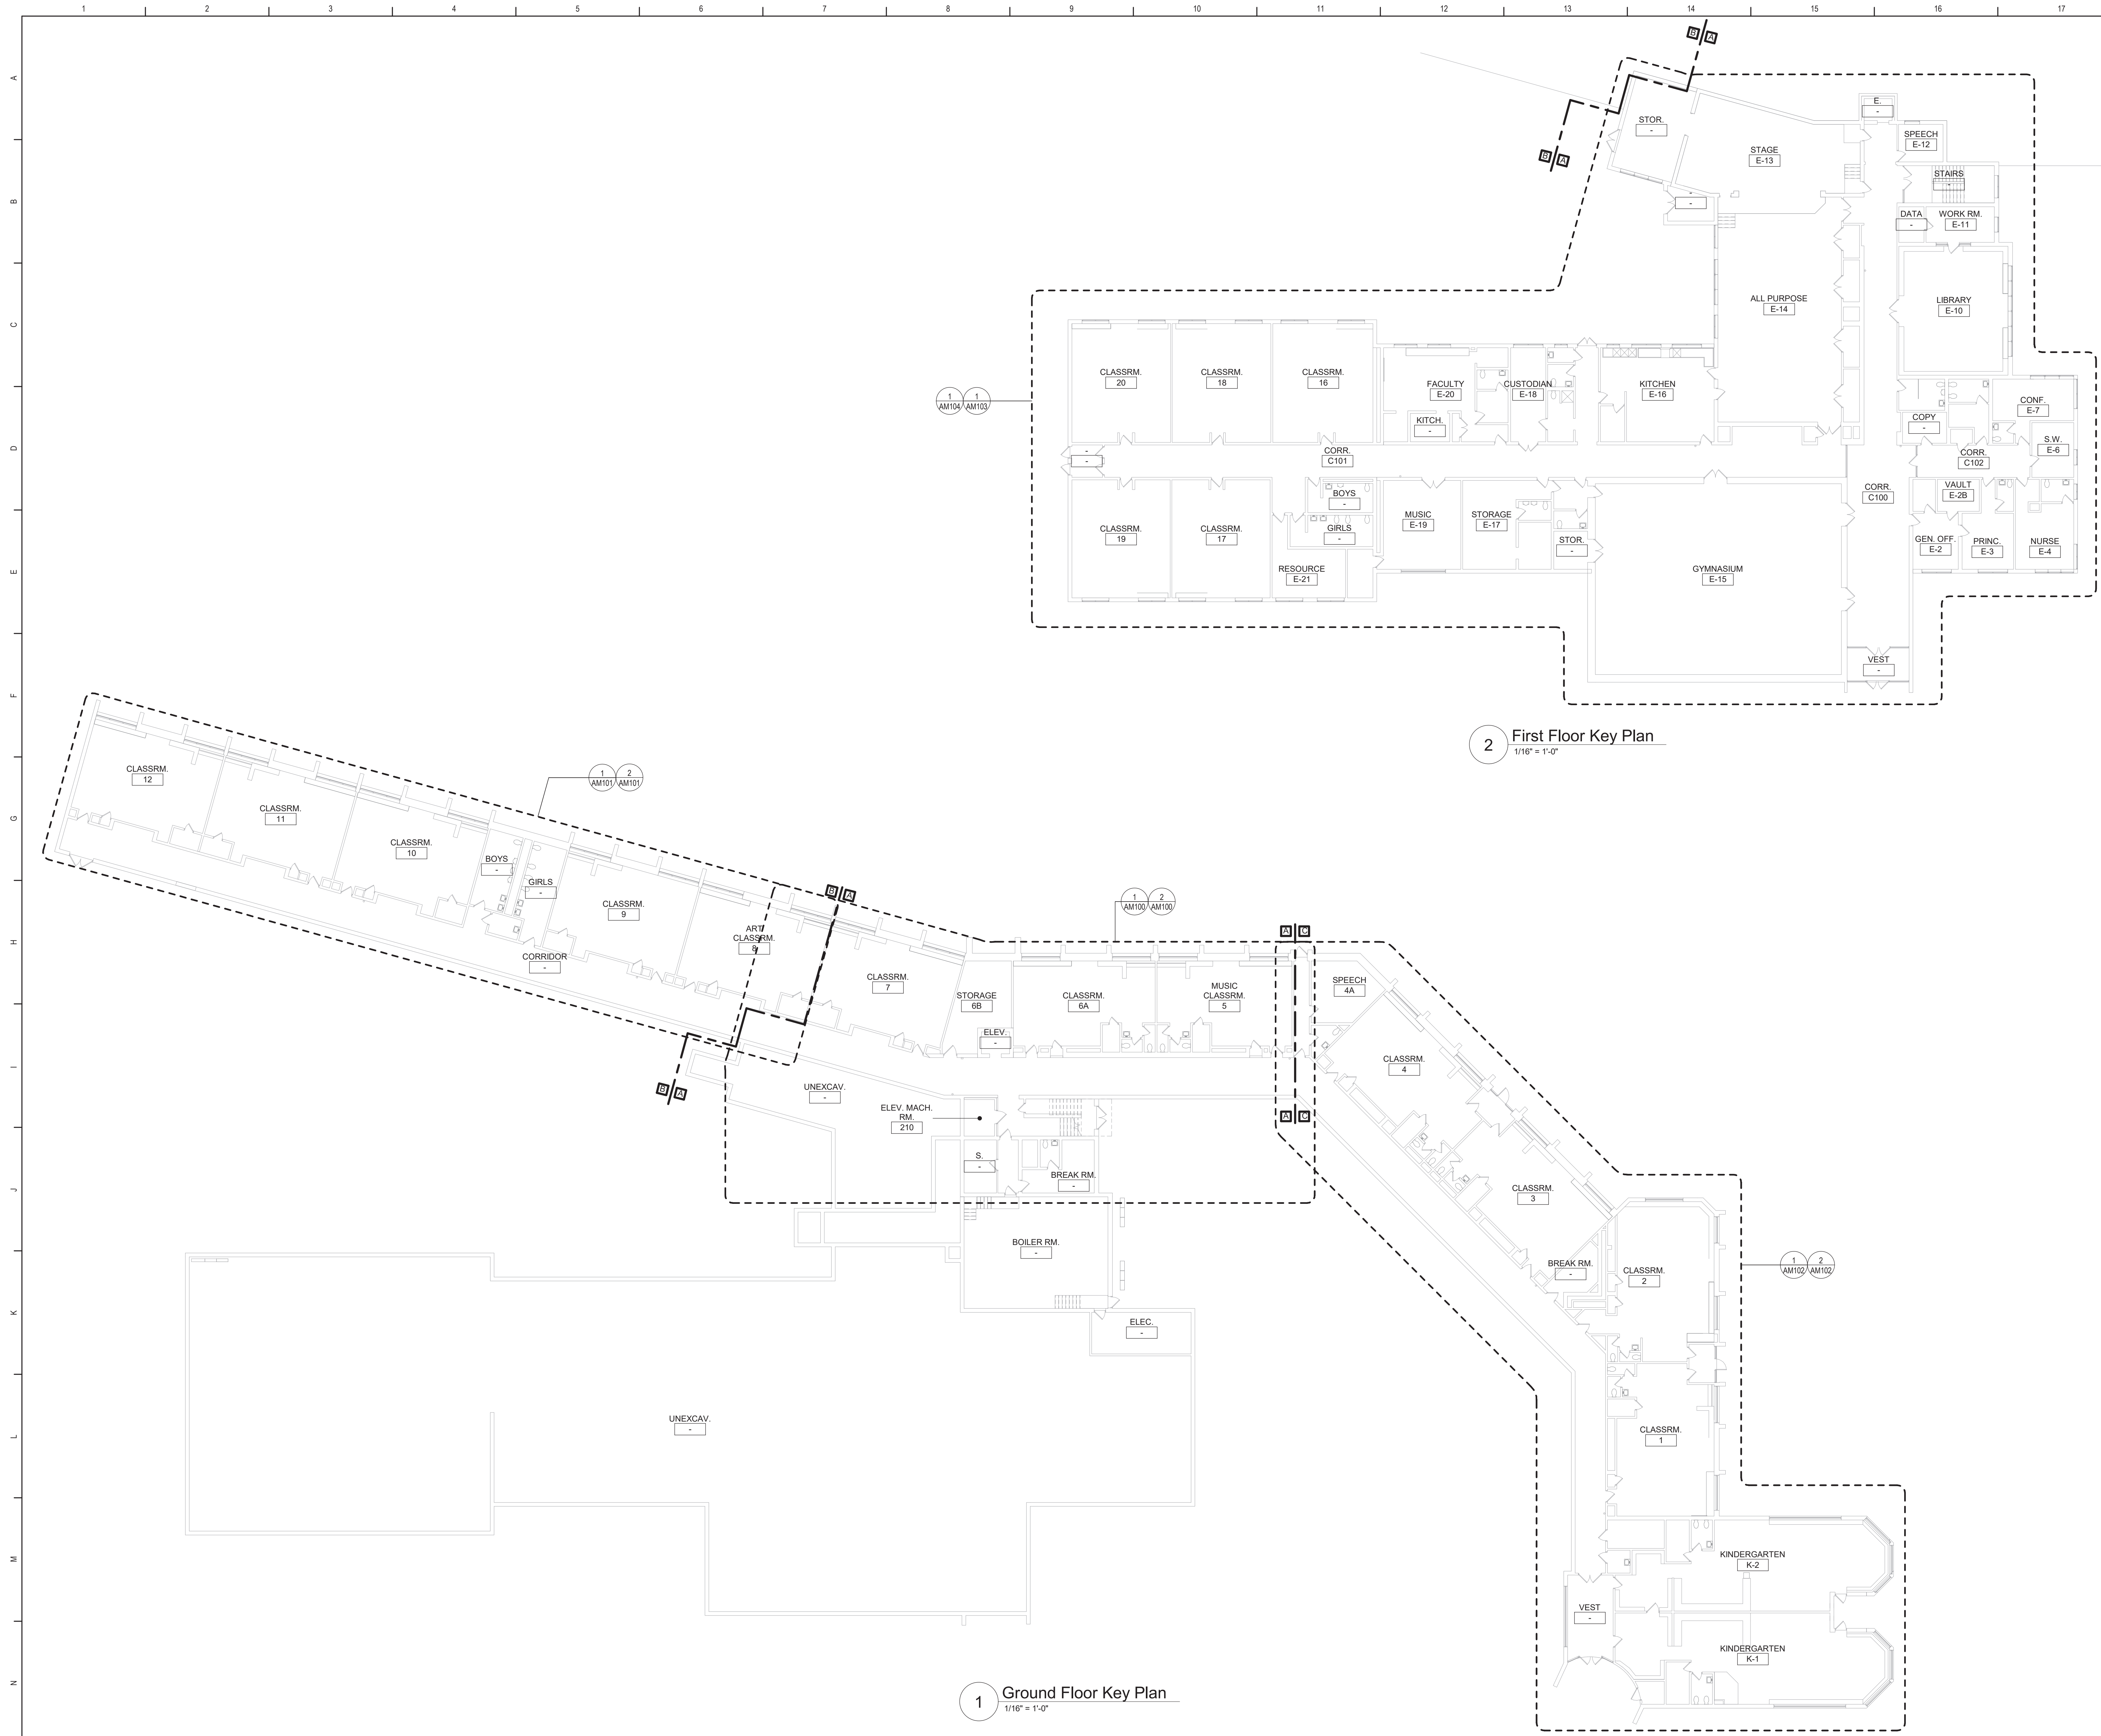 1 2 3 4 5 6 7 8 9 10 11 12 13 14 15 16 17
A
B
C
D
E
F
G
H
I
J
K
L
M
N
B A
B A
E.
-
STOR.
-
SPEECH
E-12
STAGE
E-13
STAIRS
-
-
-
DATA
-
WORK RM.
E-11
ALL PURPOSE
E-14
LIBRARY
E-10
CLASSRM.
20
CLASSRM.
18
CLASSRM.
16
FACULTY
E-20
CUSTODIAN
E-18
KITCHEN
E-16
CONF.
E-7
1
AM104
1
AM103
KITCH.
-
COPY
-
S.W.
E-6
-
-
CORR.
C101
CORR.
C102
BOYS
-
CORR.
C100
VAULT
E-2B
CLASSRM.
19
CLASSRM.
17
GIRLS
-
MUSIC
E-19
STORAGE
E-17
STOR.
-
GEN. OFF.
E-2
PRINC.
E-3
NURSE
E-4
RESOURCE
E-21
GYMNASIUM
E-15
VEST
-
2
First Floor Key Plan
1/16" = 1'-0"
CLASSRM.
12
1
AM101
2
AM101
CLASSRM.
11
CLASSRM.
10
BOYS
-
GIRLS
-
CLASSRM.
9
B A
1
AM100
2
AM100
ART/
CLASSRM.
8
A C
CORRIDOR
-
CLASSRM.
7
STORAGE
6B
CLASSRM.
6A
MUSIC
CLASSRM.
5
SPEECH
4A
ELEV.
-
CLASSRM.
4
B A
UNEXCAV.
-
ELEV. MACH.
RM.
210
A C
S.
-
BREAK RM.
-
CLASSRM.
3
BOILER RM.
-
BREAK RM.
-
CLASSRM.
2
1
AM102
2
AM102
ELEC.
-
UNEXCAV.
-
CLASSRM.
1
KINDERGARTEN
K-2
VEST
-
KINDERGARTEN
K-1
1
Ground Floor Key Plan
1/16" = 1'-0"